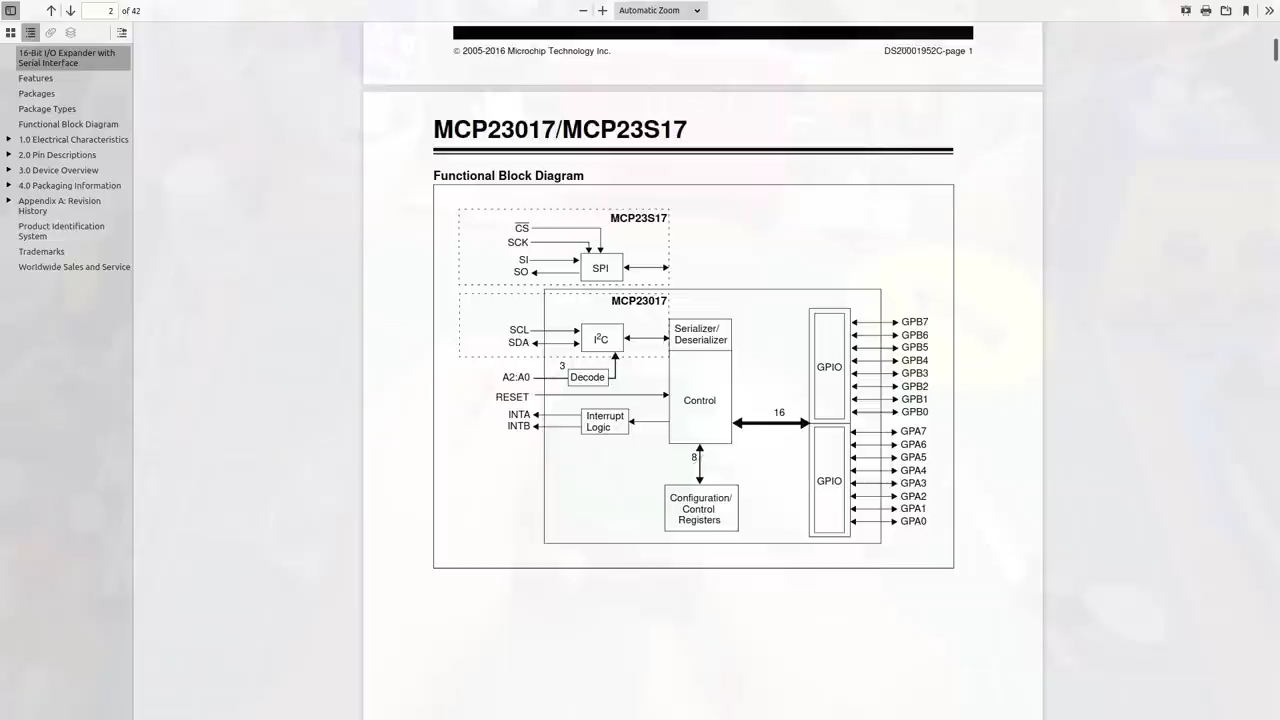 2 of 42
Automatic Zoom
16-Bit I/O Expander with
Serial Interface
Features
Packages
Package Types
Functional Block Diagram
1.0 Electrical Characteristics
2.0 Pin Descriptions
3.0 Device Overview
4.0 Packaging Information
Appendix A: Revision
History
Product Identification
System
Trademarks
Worldwide Sales and Service
© 2005-2016 Microchip Technology Inc.
DS20001952C-page 1
MCP23017/MCP23S17
Functional Block Diagram
MCP23S17
CS
SCK
SI
SO
SPI
MCP23017
SCL
SDA
I2C
Serializer/
Deserializer
3
A2:A0
Decode
RESET
INTA
INTB
Interrupt
Logic
Control
16
8
Configuration/
Control
Registers
GPIO
GPIO
GPB7
GPB6
GPB5
GPB4
GPB3
GPB2
GPB1
GPB0
GPA7
GPA6
GPA5
GPA4
GPA3
GPA2
GPA1
GPA0